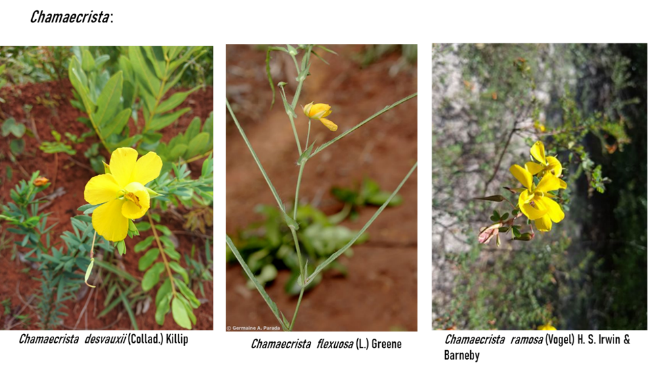 Chamaecrista:
© Germaine A. Parada
Chamaecrista desvauxii (Collad.) Killip
Chamaecrista flexuosa (L.) Greene
Chamaecrista ramosa (Vogel) H. S. Irwin &
Barneby